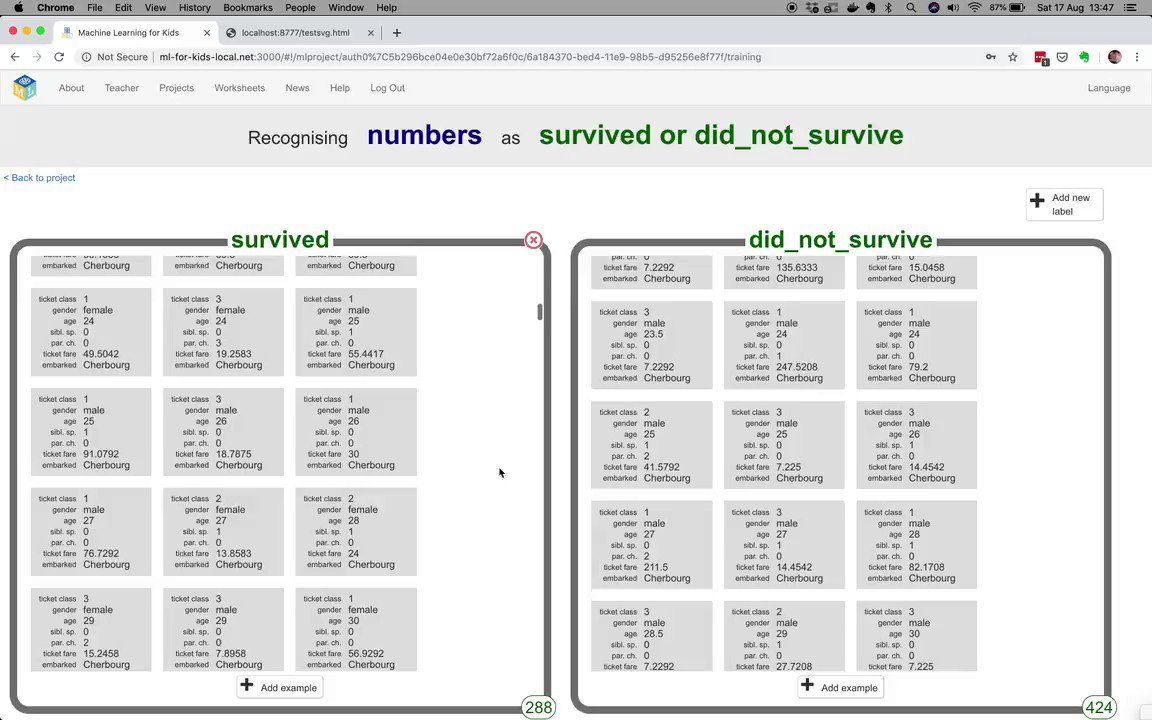 Chrome File Edit View History Bookmarks People Window Help 87% Sat 17 Aug 13:47
Machine Learning for Kids localhost:8777/testsvg.html
Not Secure ml-for-kids-local.net:3000/#!/mlproject/auth0%7C5b296bce04e0e30bf72a6f0c/6a184370-bed4-11e9-98b5-d95256e8f77f/training
About Teacher Projects Worksheets News Help Log Out Language
Recognising numbers as survived or did_not_survive
< Back to project
Add new
label
survived
embarked Cherbourg embarked Cherbourg embarked Cherbourg
ticket class 1 ticket class 3 ticket class 1
gender female gender female gender male
age 24 age 24 age 25
sibl. sp. 0 sibl. sp. 0 sibl. sp. 1
par. ch. 0 par. ch. 3 par. ch. 0
ticket fare 49.5042 ticket fare 19.2583 ticket fare 55.4417
embarked Cherbourg embarked Cherbourg embarked Cherbourg
ticket class 1 ticket class 3 ticket class 1
gender male gender male gender male
age 25 age 26 age 26
sibl. sp. 1 sibl. sp. 0 sibl. sp. 0
par. ch. 0 par. ch. 0 par. ch. 0
ticket fare 91.0792 ticket fare 18.7875 ticket fare 30
embarked Cherbourg embarked Cherbourg embarked Cherbourg
ticket class 1 ticket class 2 ticket class 2
gender male gender female gender female
age 27 age 27 age 28
sibl. sp. 0 sibl. sp. 1 sibl. sp. 1
par. ch. 0 par. ch. 0 par. ch. 0
ticket fare 76.7292 ticket fare 13.8583 ticket fare 24
embarked Cherbourg embarked Cherbourg embarked Cherbourg
ticket class 3 ticket class 3 ticket class 1
gender female gender male gender female
age 29 age 29 age 30
sibl. sp. 0 sibl. sp. 0 sibl. sp. 0
par. ch. 2 par. ch. 0 par. ch. 0
ticket fare 15.2458 ticket fare 7.8958 ticket fare 56.9292
embarked Cherbourg embarked Cherbourg embarked Cherbourg
Add example
288
did_not_survive
par. ch. 0 par. ch. 0 par. ch. 0
ticket fare 7.2292 ticket fare 135.6333 ticket fare 15.0458
embarked Cherbourg embarked Cherbourg embarked Cherbourg
ticket class 3 ticket class 1 ticket class 1
gender male gender male gender male
age 23.5 age 24 age 24
sibl. sp. 0 sibl. sp. 0 sibl. sp. 0
par. ch. 0 par. ch. 1 par. ch. 0
ticket fare 7.2292 ticket fare 247.5208 ticket fare 79.2
embarked Cherbourg embarked Cherbourg embarked Cherbourg
ticket class 2 ticket class 3 ticket class 3
gender male gender male gender male
age 25 age 25 age 26
sibl. sp. 1 sibl. sp. 0 sibl. sp. 1
par. ch. 2 par. ch. 0 par. ch. 0
ticket fare 41.5792 ticket fare 7.225 ticket fare 14.4542
embarked Cherbourg embarked Cherbourg embarked Cherbourg
ticket class 1 ticket class 3 ticket class 1
gender male gender male gender male
age 27 age 27 age 28
sibl. sp. 0 sibl. sp. 1 sibl. sp. 1
par. ch. 2 par. ch. 0 par. ch. 0
ticket fare 211.5 ticket fare 14.4542 ticket fare 82.1708
embarked Cherbourg embarked Cherbourg embarked Cherbourg
ticket class 3 ticket class 2 ticket class 3
gender male gender male gender male
age 28.5 age 29 age 30
sibl. sp. 0 sibl. sp. 1 sibl. sp. 0
par. ch. 0 par. ch. 0 par. ch. 0
ticket fare 7.2292 ticket fare 27.7208 ticket fare 7.225
Add example
424